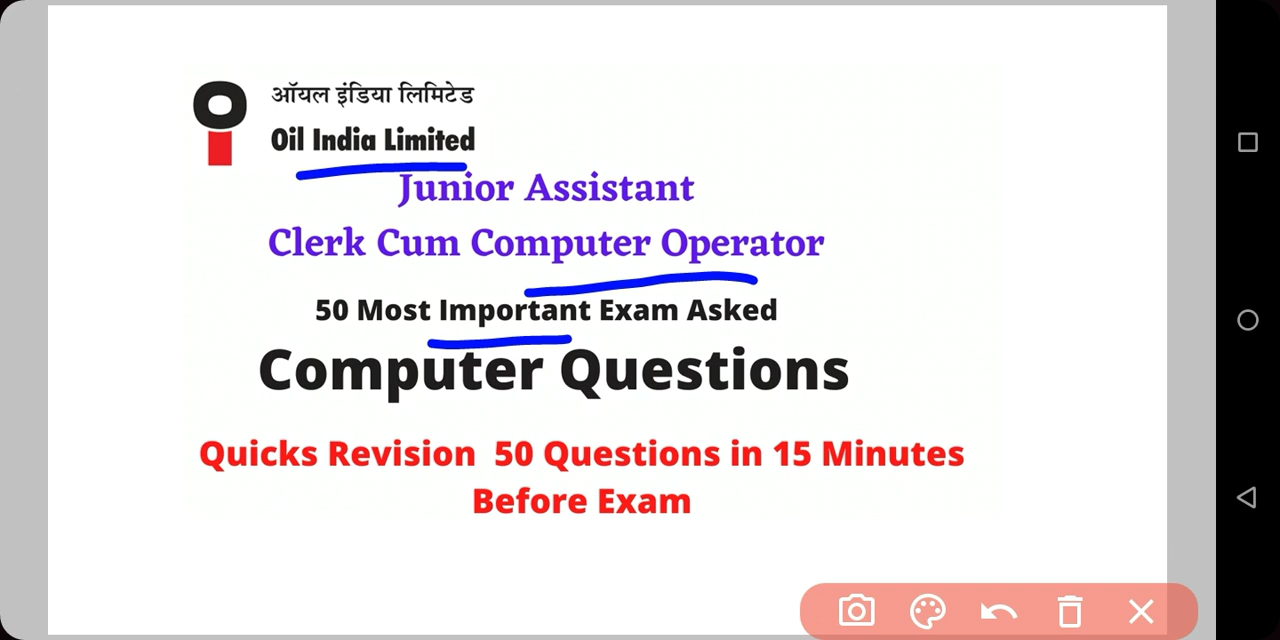 ऑयल इंडिया लिमिटेड
Oil India Limited
Junior Assistant
Clerk Cum Computer Operator
50 Most Important Exam Asked
Computer Questions
Quicks Revision 50 Questions in 15 Minutes
Before Exam